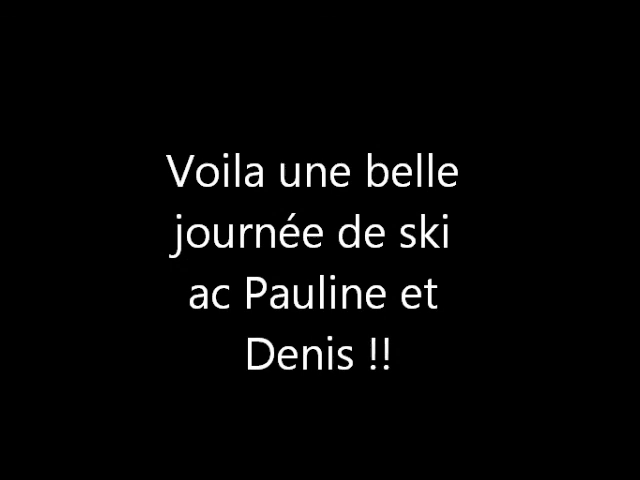 Voila une belle
journée de ski
ac Pauline et
Denis !!